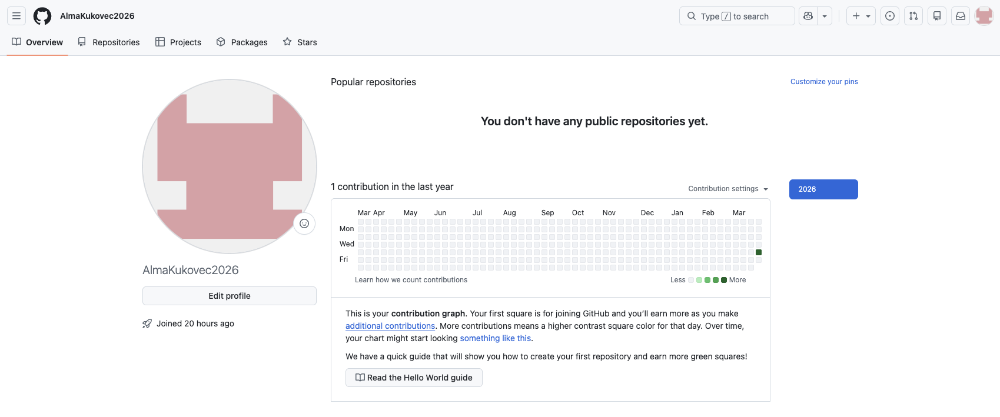 AlmaKukovec2026
Type / to search
Overview
Repositories
Projects
Packages
Stars
Popular repositories
Customize your pins
You don't have any public repositories yet.
1 contribution in the last year
Contribution settings
2026
Mar Apr May Jun Jul Aug Sep Oct Nov Dec Jan Feb Mar
Mon
Wed
Fri
Learn how we count contributions
Less More
This is your contribution graph. Your first square is for joining GitHub and you’ll earn more as you make
additional contributions. More contributions means a higher contrast square color for that day. Over time,
your chart might start looking something like this.
We have a quick guide that will show you how to create your first repository and earn more green squares!
Read the Hello World guide
AlmaKukovec2026
Edit profile
Joined 20 hours ago